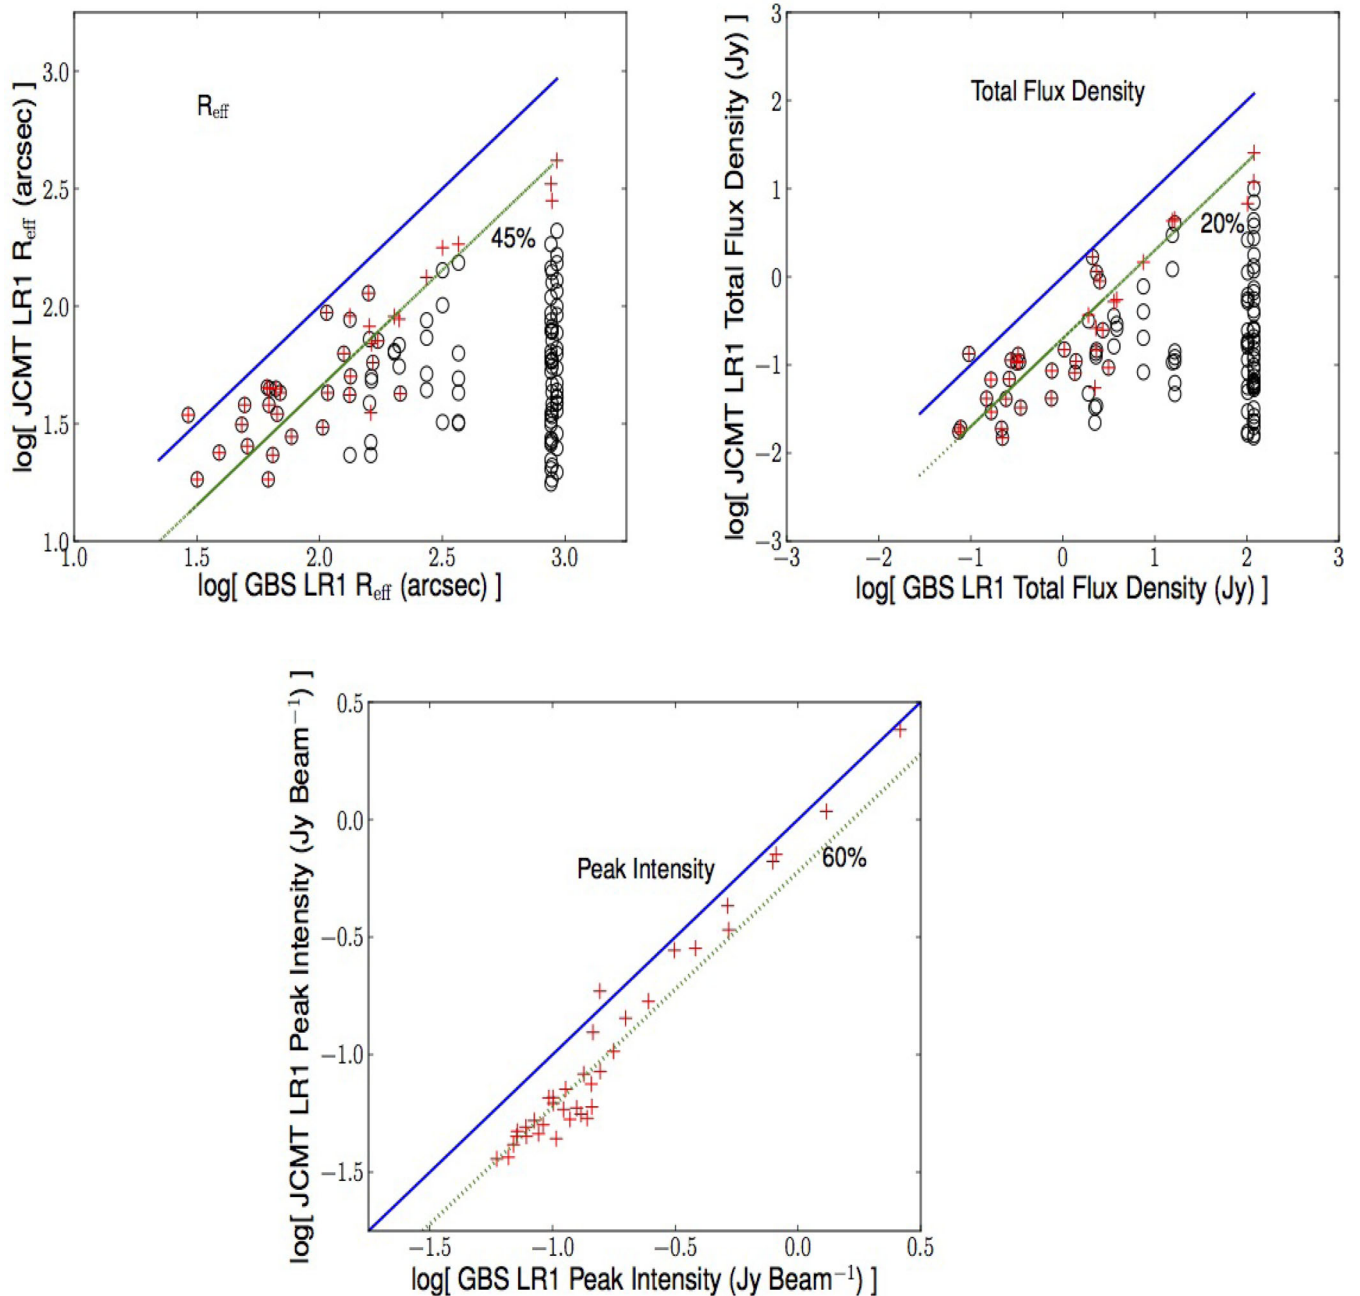 log[ JCMT LR1 R_eff (arcsec) ]
3.0
2.5
2.0
1.5
1.0
R_eff
45%
1.0 1.5 2.0 2.5 3.0
log[ GBS LR1 R_eff (arcsec) ]
log[ JCMT LR1 Total Flux Density (Jy) ]
3
2
1
0
−1
−2
−3
Total Flux Density
20%
−3 −2 −1 0 1 2 3
log[ GBS LR1 Total Flux Density (Jy) ]
log[ JCMT LR1 Peak Intensity (Jy Beam⁻¹) ]
0.5
0.0
−0.5
−1.0
−1.5
Peak Intensity
60%
−1.5 −1.0 −0.5 0.0 0.5
log[ GBS LR1 Peak Intensity (Jy Beam⁻¹) ]